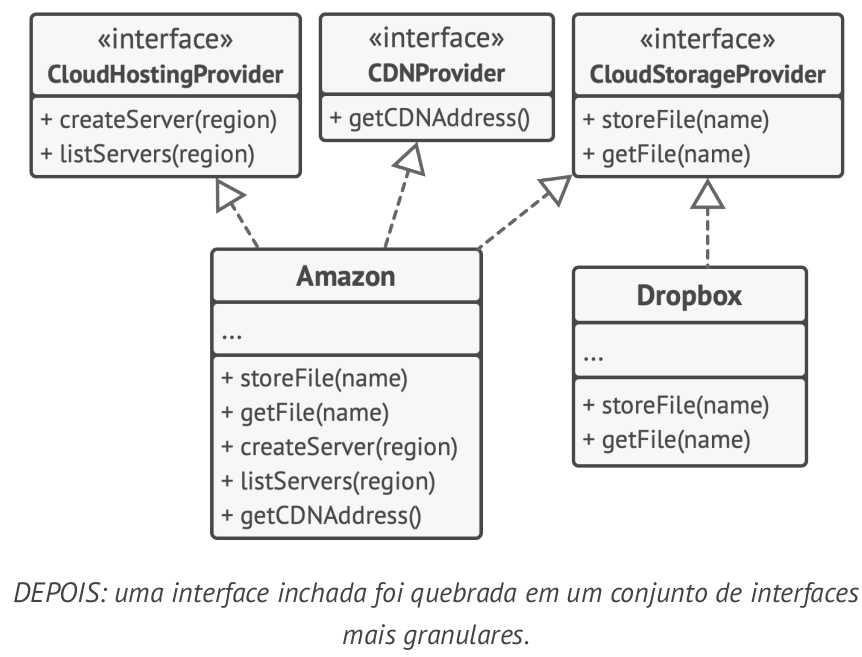 «interface»
CloudHostingProvider
+ createServer(region)
+ listServers(region)
«interface»
CDNProvider
+ getCDNAddress()
«interface»
CloudStorageProvider
+ storeFile(name)
+ getFile(name)
Amazon
...
+ storeFile(name)
+ getFile(name)
+ createServer(region)
+ listServers(region)
+ getCDNAddress()
Dropbox
...
+ storeFile(name)
+ getFile(name)
DEPOIS: uma interface inchada foi quebrada em um conjunto de interfaces
mais granulares.